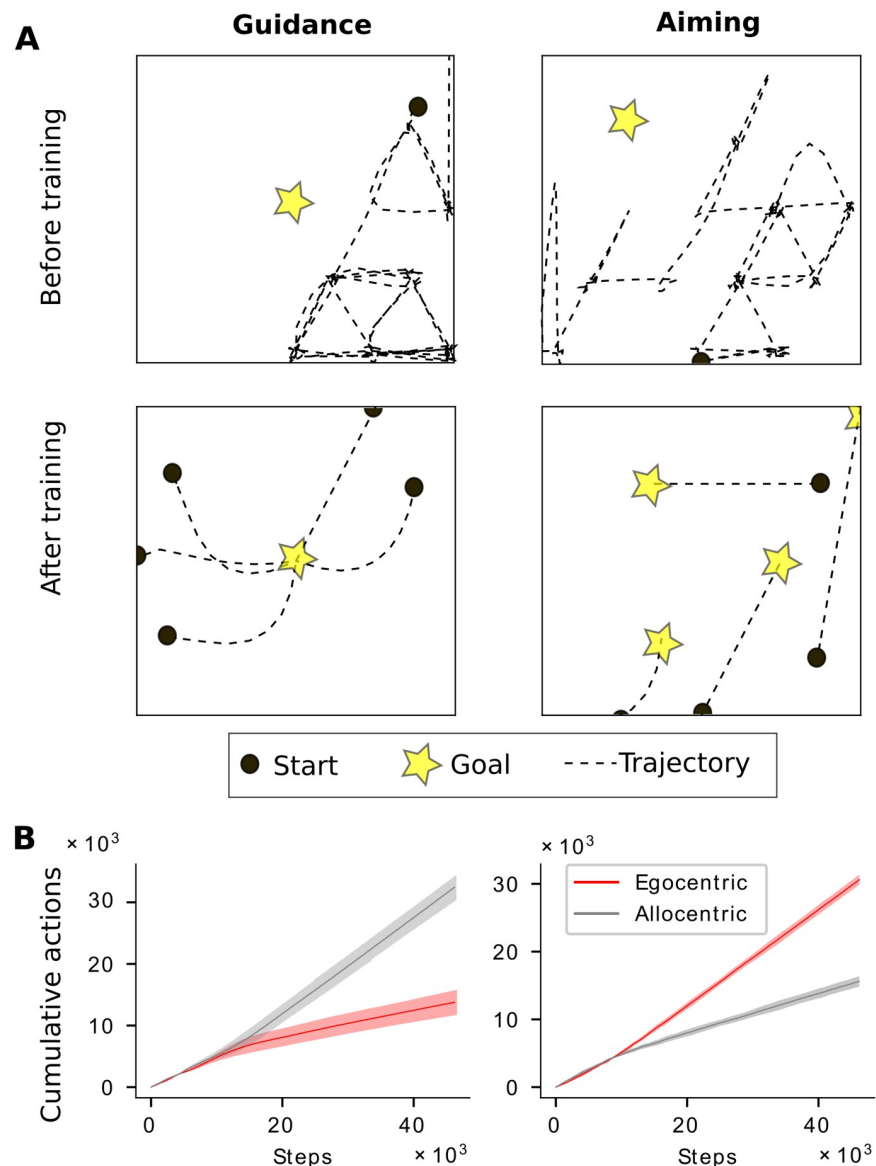 A
Guidance
Aiming
Before training
After training
Start
Goal
Trajectory
B
× 10³
× 10³
Cumulative actions
30
20
10
0
0
20
40
Steps
× 10³
30
20
10
0
Egocentric
Allocentric
0
20
40
Steps
× 10³